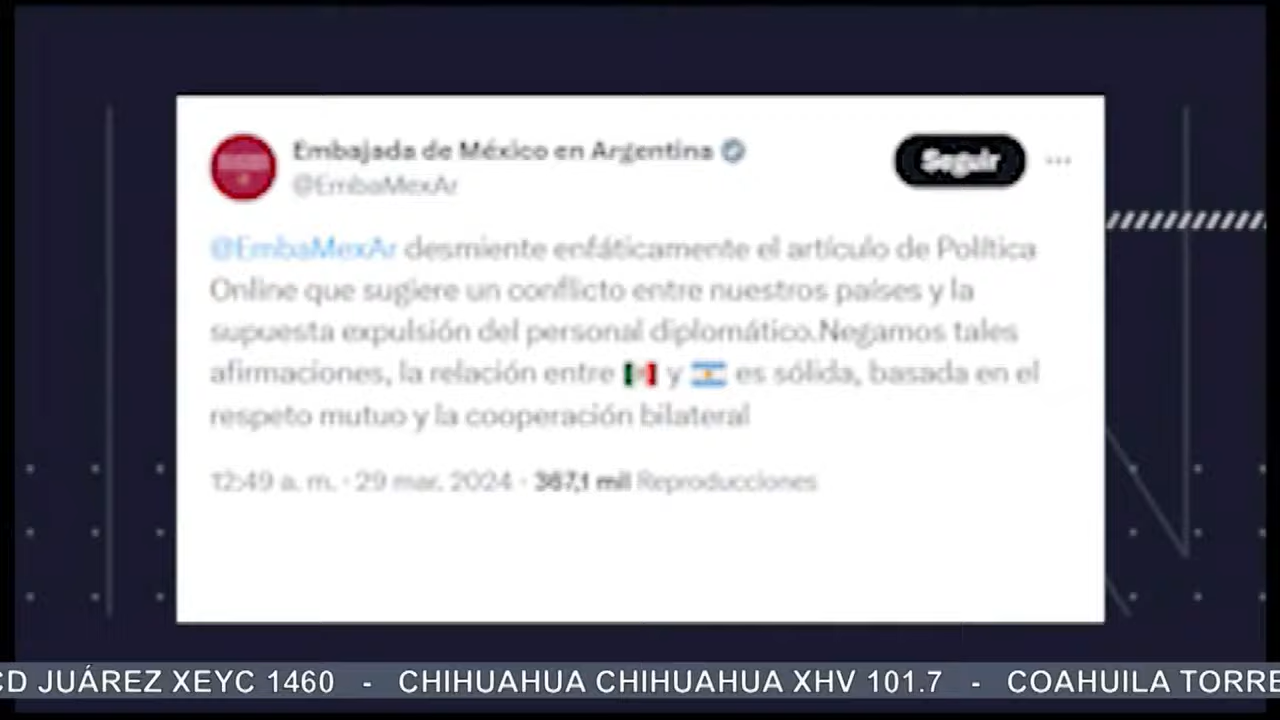 Embajada de México en Argentina
@EmbaMexAr
Seguir
@EmbaMexAr desmiente enfáticamente el artículo de Política
Online que sugiere un conflicto entre nuestros países y la
supuesta expulsión del personal diplomático.Negamos tales
afirmaciones, la relación entre 🇲🇽 y 🇦🇷 es sólida, basada en el
respeto mutuo y la cooperación bilateral
12:49 a. m. · 29 mar. 2024 · 367,1 mil Reproducciones
CD JUÁREZ XEYC 1460 - CHIHUAHUA CHIHUAHUA XHV 101.7 - COAHUILA TORRE